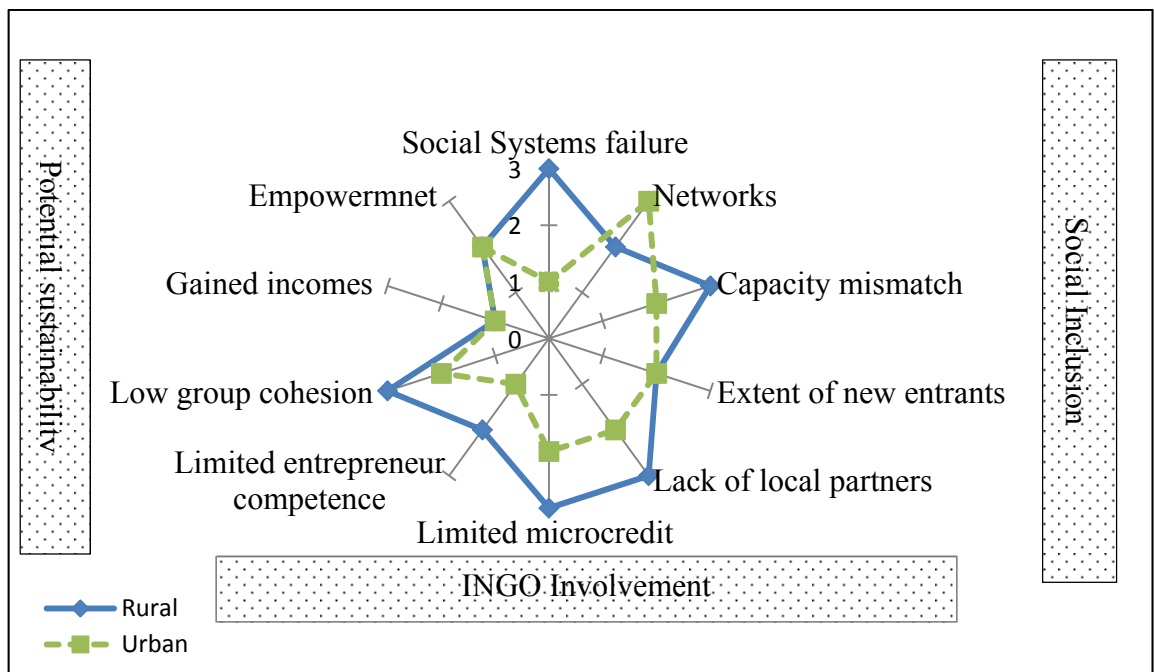 Social Systems failure
3
Empowermnet
Networks
2
Gained incomes
1
Capacity mismatch
0
Low group cohesion
Extent of new entrants
Limited entrepreneur
competence
Lack of local partners
Limited microcredit
Potential sustainability
Social Inclusion
INGO Involvement
Rural
Urban